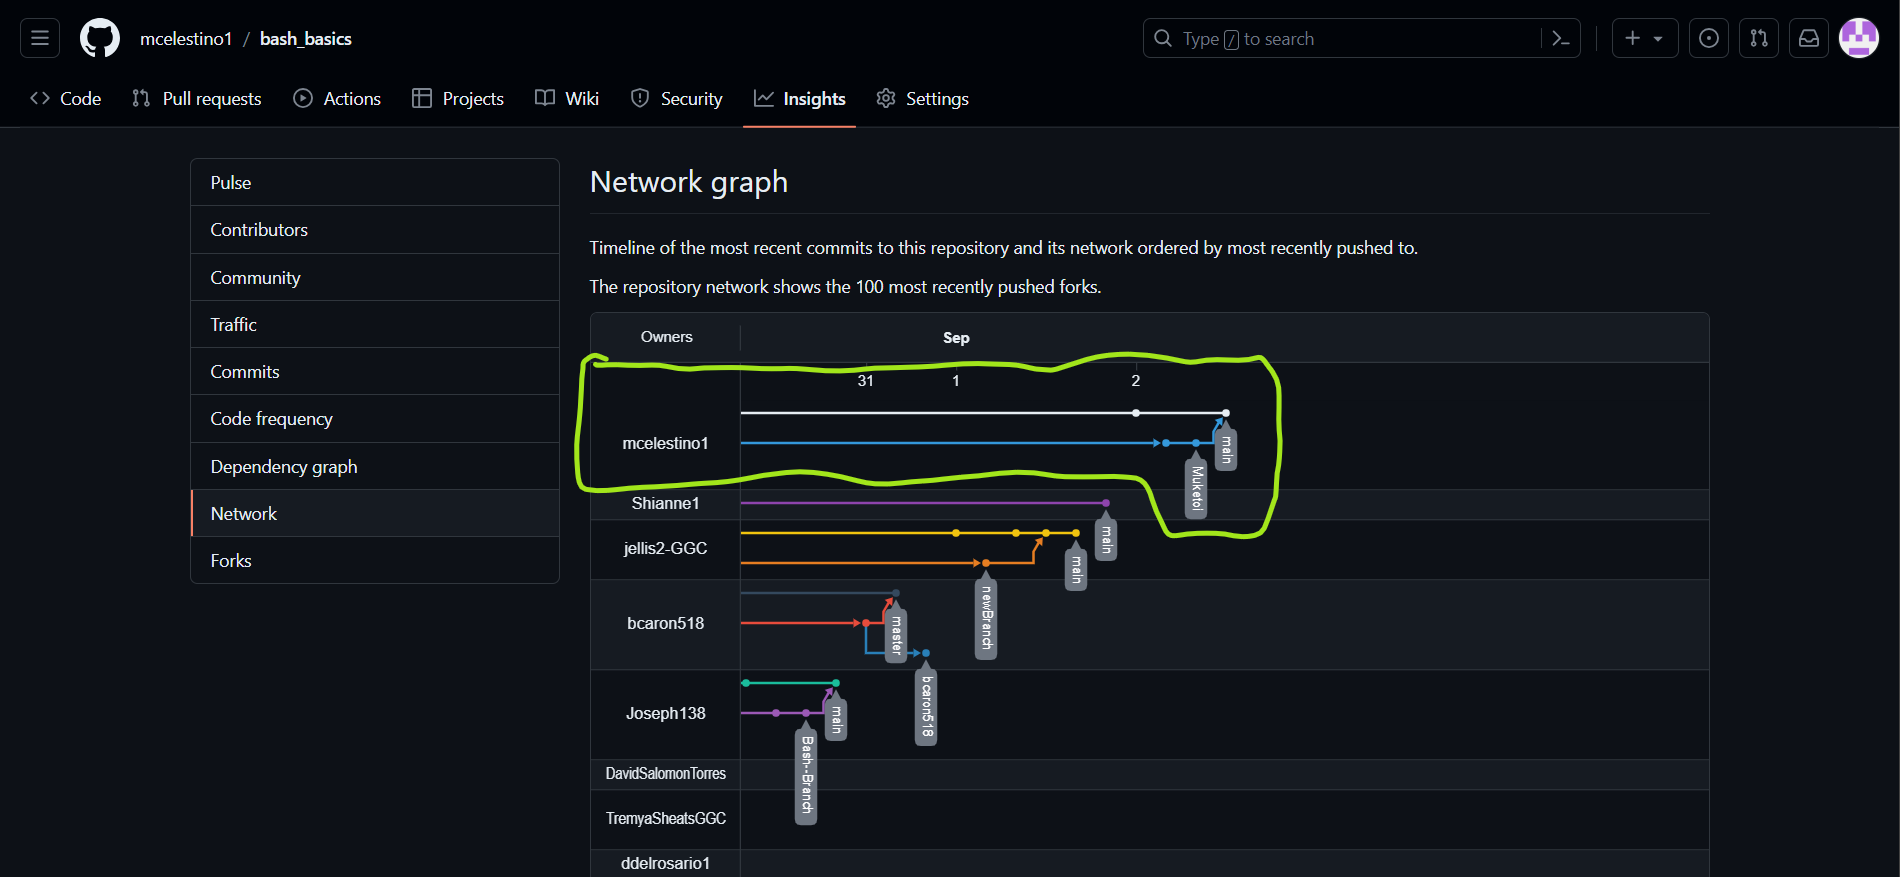 mcelestino1 / bash_basics
Type / to search
Code
Pull requests
Actions
Projects
Wiki
Security
Insights
Settings
Pulse
Contributors
Community
Traffic
Commits
Code frequency
Dependency graph
Network
Forks
Network graph
Timeline of the most recent commits to this repository and its network ordered by most recently pushed to.
The repository network shows the 100 most recently pushed forks.
Owners
Sep
31 1 2
mcelestino1
main
Muketoi
Shianne1
main
jellis2-GGC
main
newBranch
bcaron518
master
bcaron518
Joseph138
main
Bash--Branch
DavidSalomonTorres
TremyaSheatsGGC
ddelrosario1